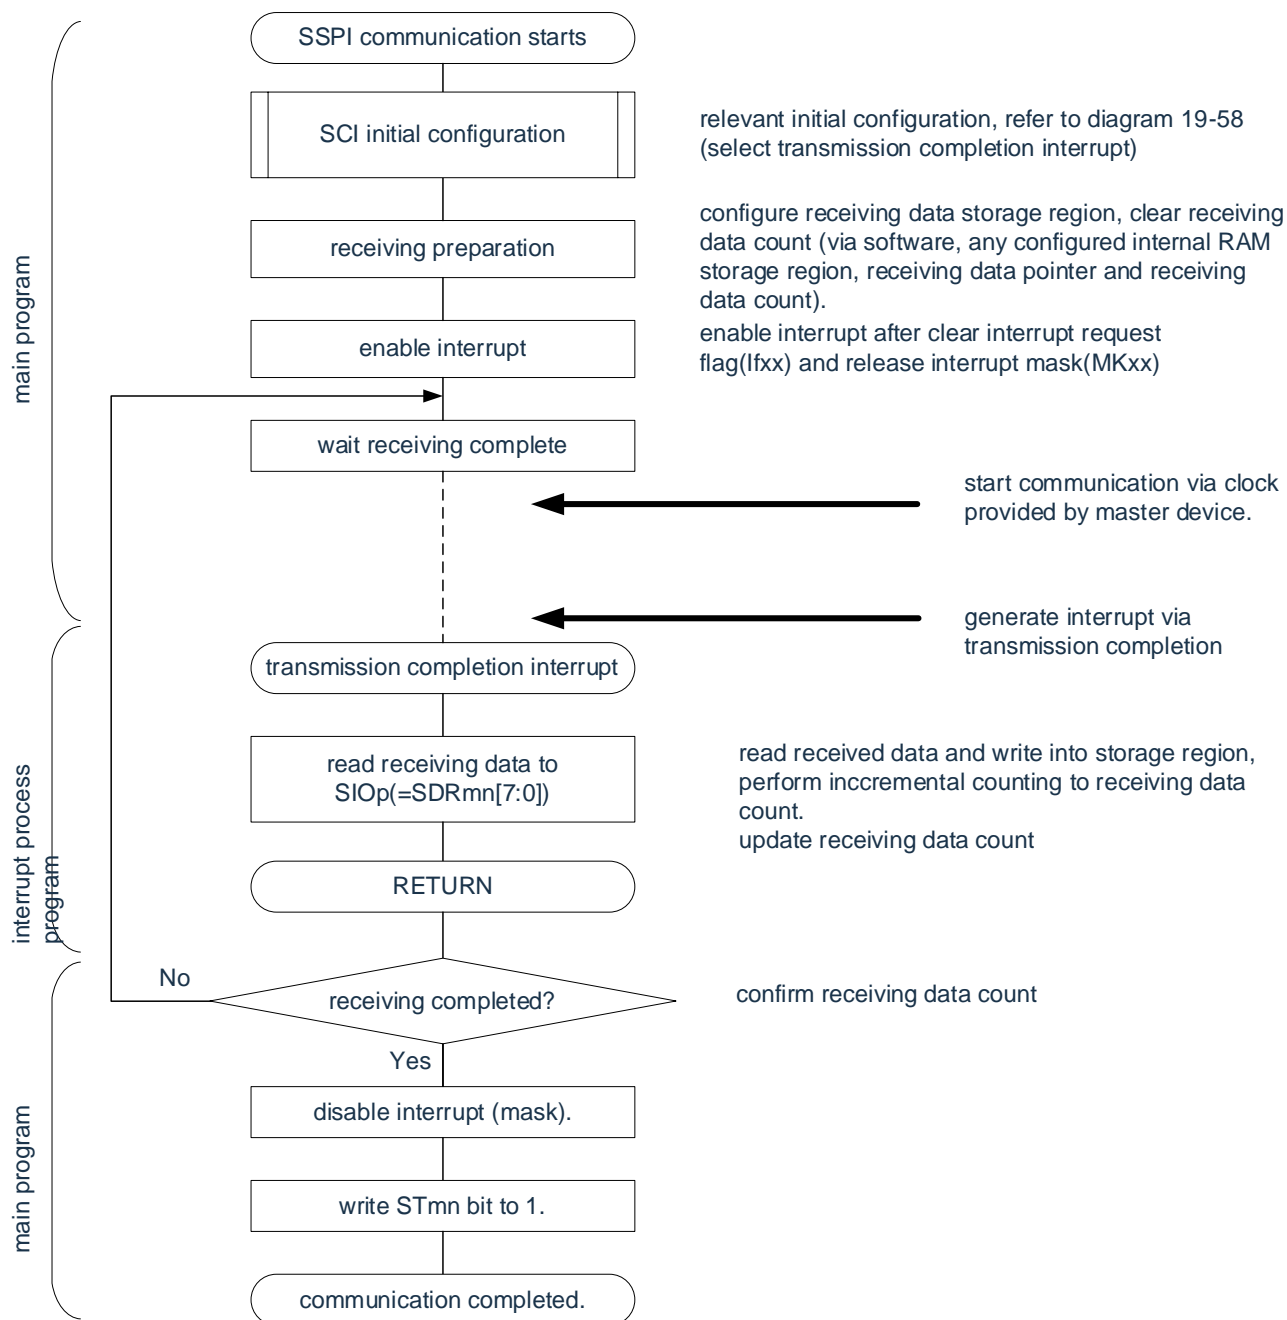 SSPI communication starts
SCI initial configuration
relevant initial configuration, refer to diagram 19-58
(select transmission completion interrupt)
receiving preparation
configure receiving data storage region, clear receiving
data count (via software, any configured internal RAM
storage region, receiving data pointer and receiving
data count).
main program
enable interrupt
enable interrupt after clear interrupt request
flag(Ifxx) and release interrupt mask(MKxx)
wait receiving complete
start communication via clock
provided by master device.
generate interrupt via
transmission completion
transmission completion interrupt
read receiving data to
SIOp(=SDRmn[7:0])
read received data and write into storage region,
perform inccremental counting to receiving data
count.
update receiving data count
interrupt process
program
RETURN
No
receiving completed?
confirm receiving data count
Yes
disable interrupt (mask).
main program
write STmn bit to 1.
communication completed.